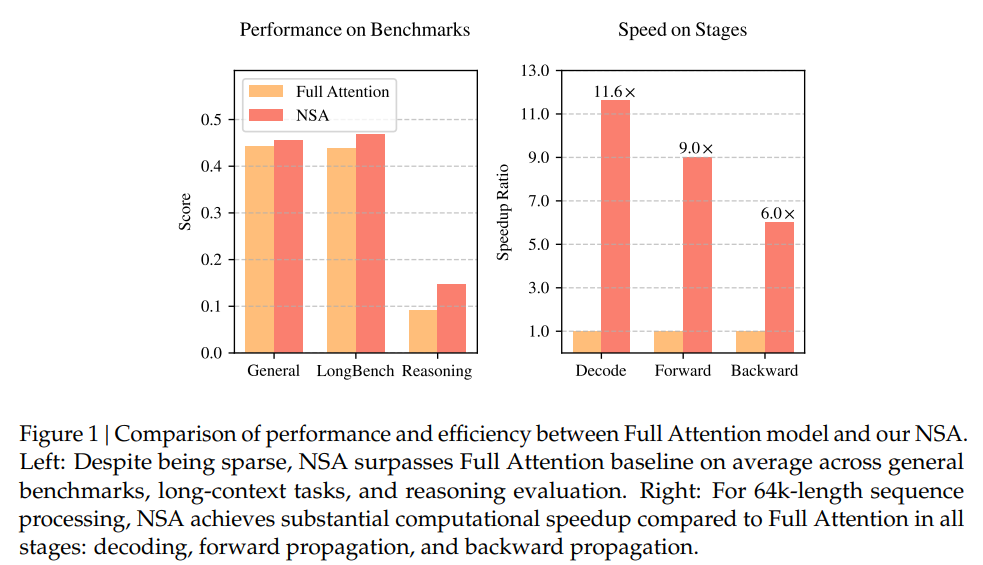 Performance on Benchmarks
Full Attention
NSA
Score
0.5
0.4
0.3
0.2
0.1
0.0
General
LongBench
Reasoning
Speed on Stages
Speedup Ratio
13.0
11.0
9.0
7.0
5.0
3.0
1.0
11.6×
9.0×
6.0×
Decode
Forward
Backward
Figure 1 | Comparison of performance and efficiency between Full Attention model and our NSA.
Left: Despite being sparse, NSA surpasses Full Attention baseline on average across general
benchmarks, long-context tasks, and reasoning evaluation. Right: For 64k-length sequence
processing, NSA achieves substantial computational speedup compared to Full Attention in all
stages: decoding, forward propagation, and backward propagation.